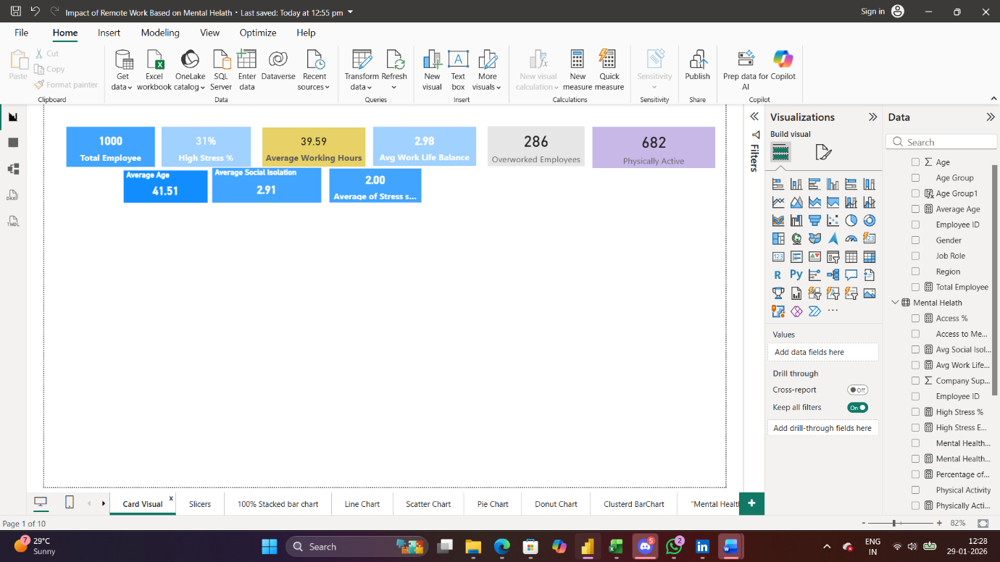 Impact of Remote Work Based on Mental Helath • Last saved: Today at 12:55 pm
Sign in
File Home Insert Modeling View Optimize Help
Paste
Cut
Copy
Format painter
Clipboard
Get data
Excel workbook
OneLake catalog
SQL Server
Enter data
Dataverse
Recent sources
Data
Transform data
Refresh
Queries
New visual
Text box
More visuals
Insert
New visual calculation
New measure
Quick measure
Calculations
Sensitivity
Sensitivity
Publish
Share
Prep data for AI
Copilot
Copilot
1000
Total Employee
31%
High Stress %
39.59
Average Working Hours
2.98
Avg Work Life Balance
286
Overworked Employees
682
Physically Active
Average Age
41.51
Average Social Isolation
2.91
2.00
Average of Stress s...
Filters
Visualizations
Build visual
123
123
R
Py
Values
Add data fields here
Drill through
Cross-report
Off
Keep all filters
On
Add drill-through fields here
Data
Search
Age
Age Group
Age Group1
Average Age
Employee ID
Gender
Job Role
Region
Total Employee
Mental Helath
Access %
Access to Me...
Avg Social Isol...
Avg Work Life...
Company Sup...
Employee ID
High Stress %
High Stress E...
Mental Health...
Mental Health...
Percentage of...
Physical Activity
Physically Acti...
DAX
TMDL
Card Visual x
Slicers
100% Stacked bar chart
Line Chart
Scatter Chart
Pie Chart
Donut Chart
Clusterd BarChart
"Mental Healt
Page 1 of 10
- + 82%
7
29°C
Sunny
Search
5
2
ENG
IN
12:28
29-01-2026